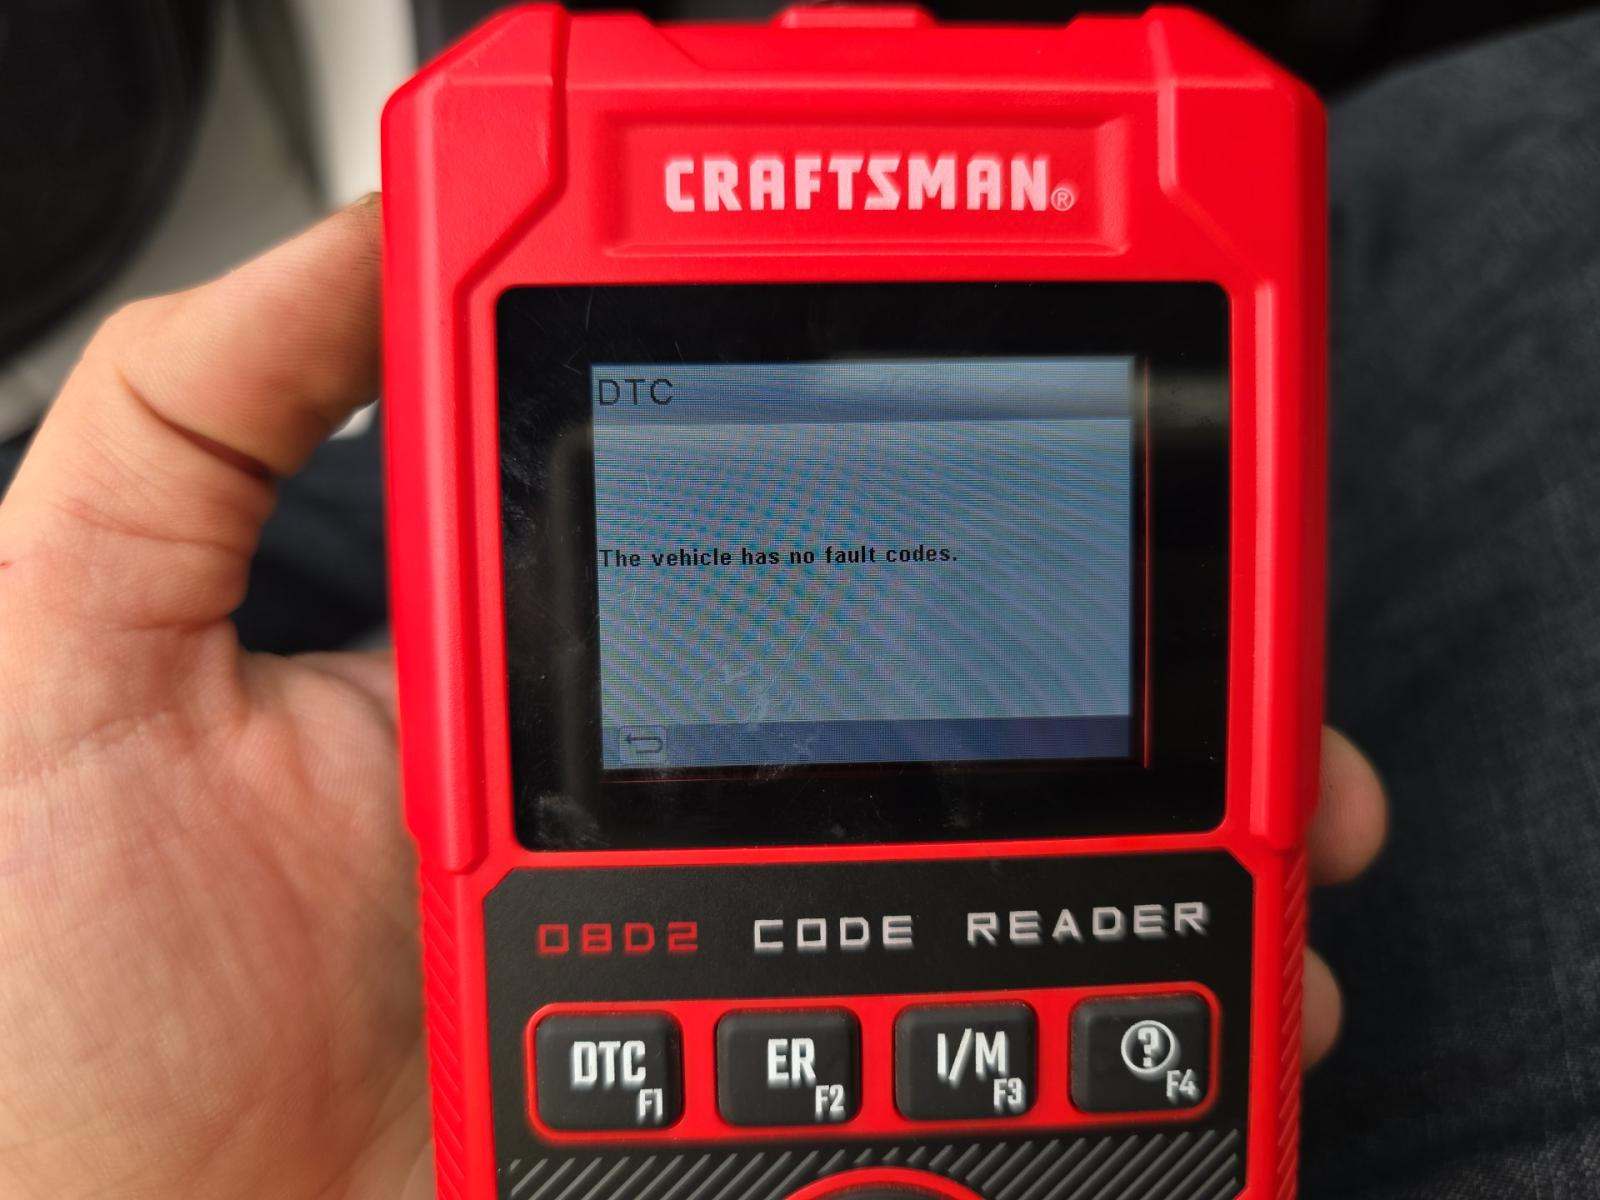 CRAFTSMAN®
DTC
The vehicle has no fault codes.
OBD2 CODE READER
DTC F1
ER F2
I/M F3
? F4